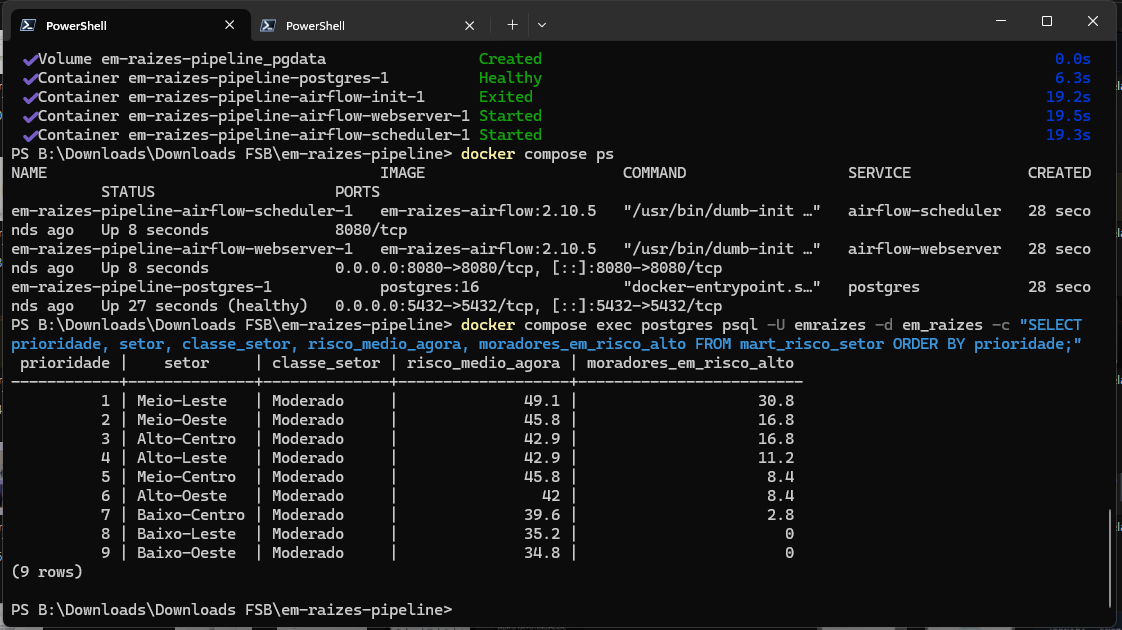 PowerShell
PowerShell
Volume em-raizes-pipeline_pgdata Created 0.0s
Container em-raizes-pipeline-postgres-1 Healthy 6.3s
Container em-raizes-pipeline-airflow-init-1 Exited 19.2s
Container em-raizes-pipeline-airflow-webserver-1 Started 19.5s
Container em-raizes-pipeline-airflow-scheduler-1 Started 19.3s
PS B:\Downloads\Downloads FSB\em-raizes-pipeline> docker compose ps
NAME IMAGE COMMAND SERVICE CREATED
STATUS PORTS
em-raizes-pipeline-airflow-scheduler-1 em-raizes-airflow:2.10.5 "/usr/bin/dumb-init …" airflow-scheduler 28 seco
nds ago Up 8 seconds 8080/tcp
em-raizes-pipeline-airflow-webserver-1 em-raizes-airflow:2.10.5 "/usr/bin/dumb-init …" airflow-webserver 28 seco
nds ago Up 8 seconds 0.0.0.0:8080->8080/tcp, [::]:8080->8080/tcp
em-raizes-pipeline-postgres-1 postgres:16 "docker-entrypoint.s…" postgres 28 seco
nds ago Up 27 seconds (healthy) 0.0.0.0:5432->5432/tcp, [::]:5432->5432/tcp
PS B:\Downloads\Downloads FSB\em-raizes-pipeline> docker compose exec postgres psql -U emraizes -d em_raizes -c "SELECT
prioridade, setor, classe_setor, risco_medio_agora, moradores_em_risco_alto FROM mart_risco_setor ORDER BY prioridade;"
prioridade | setor | classe_setor | risco_medio_agora | moradores_em_risco_alto
------------+--------------+--------------+-------------------+-------------------------
1 | Meio-Leste | Moderado | 49.1 | 30.8
2 | Meio-Oeste | Moderado | 45.8 | 16.8
3 | Alto-Centro | Moderado | 42.9 | 16.8
4 | Alto-Leste | Moderado | 42.9 | 11.2
5 | Meio-Centro | Moderado | 45.8 | 8.4
6 | Alto-Oeste | Moderado | 42 | 8.4
7 | Baixo-Centro | Moderado | 39.6 | 2.8
8 | Baixo-Leste | Moderado | 35.2 | 0
9 | Baixo-Oeste | Moderado | 34.8 | 0
(9 rows)
PS B:\Downloads\Downloads FSB\em-raizes-pipeline>